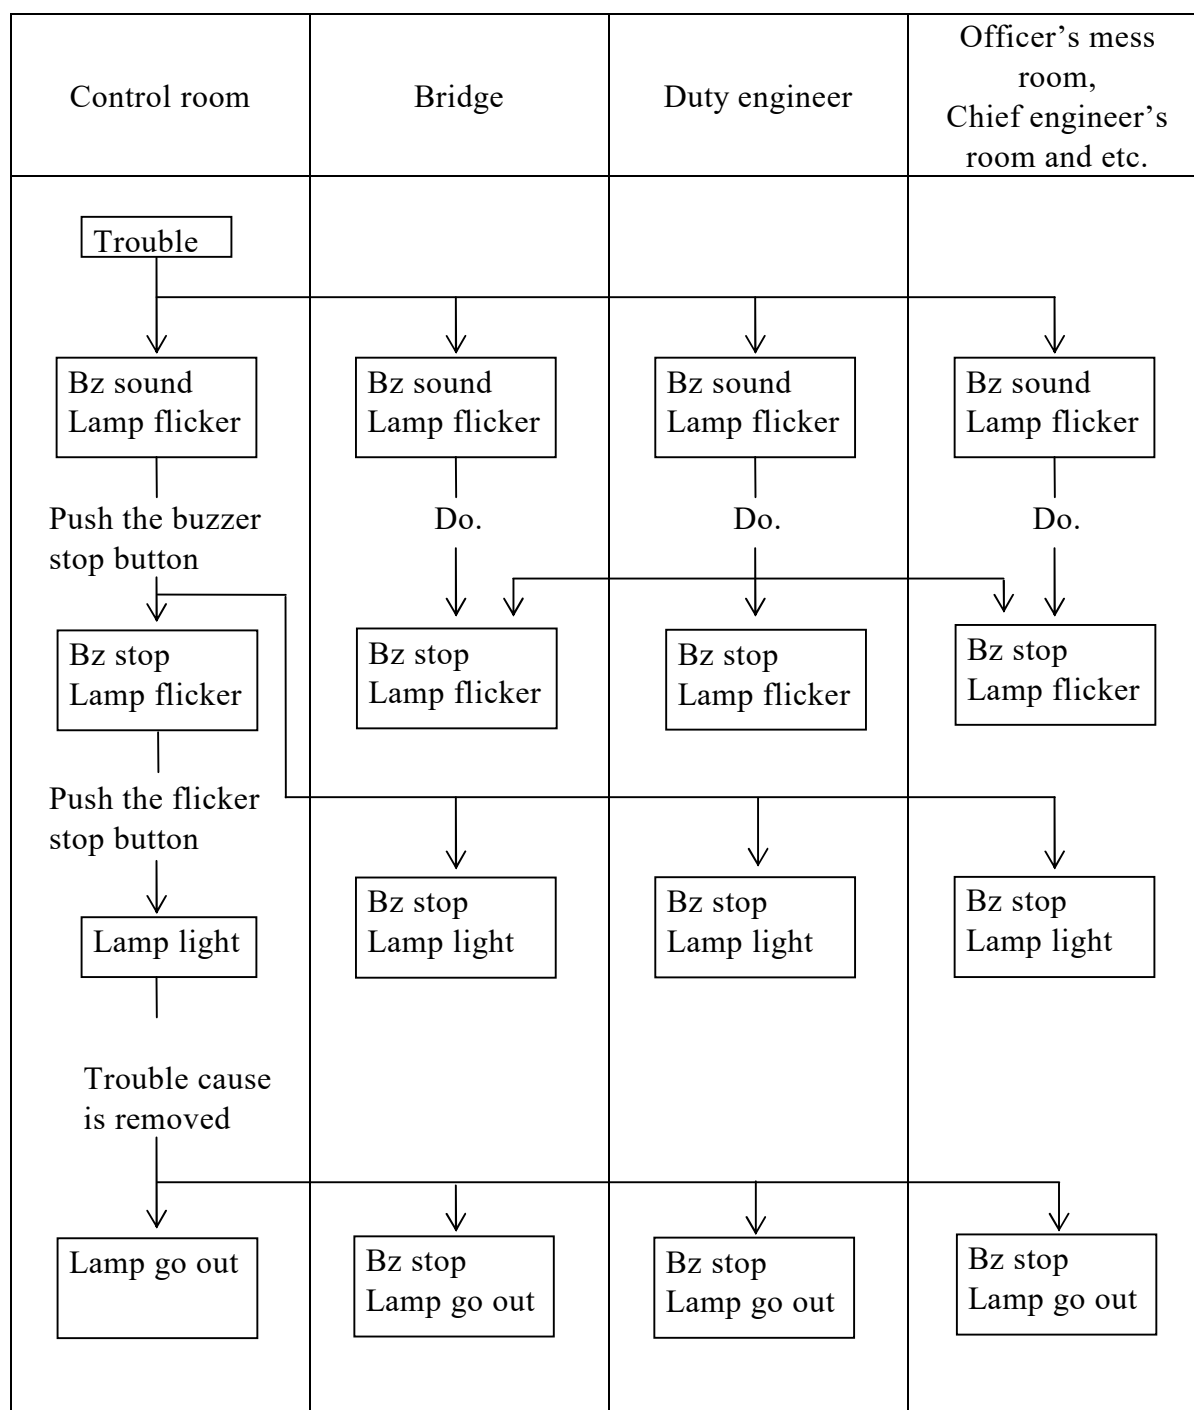 Control room
Bridge
Duty engineer
Officer’s mess
room,
Chief engineer’s
room and etc.
Trouble
Bz sound
Lamp flicker
Bz sound
Lamp flicker
Bz sound
Lamp flicker
Bz sound
Lamp flicker
Push the buzzer
stop button
Do.
Do.
Do.
Bz stop
Lamp flicker
Bz stop
Lamp flicker
Bz stop
Lamp flicker
Bz stop
Lamp flicker
Push the flicker
stop button
Lamp light
Bz stop
Lamp light
Bz stop
Lamp light
Bz stop
Lamp light
Trouble cause
is removed
Lamp go out
Bz stop
Lamp go out
Bz stop
Lamp go out
Bz stop
Lamp go out